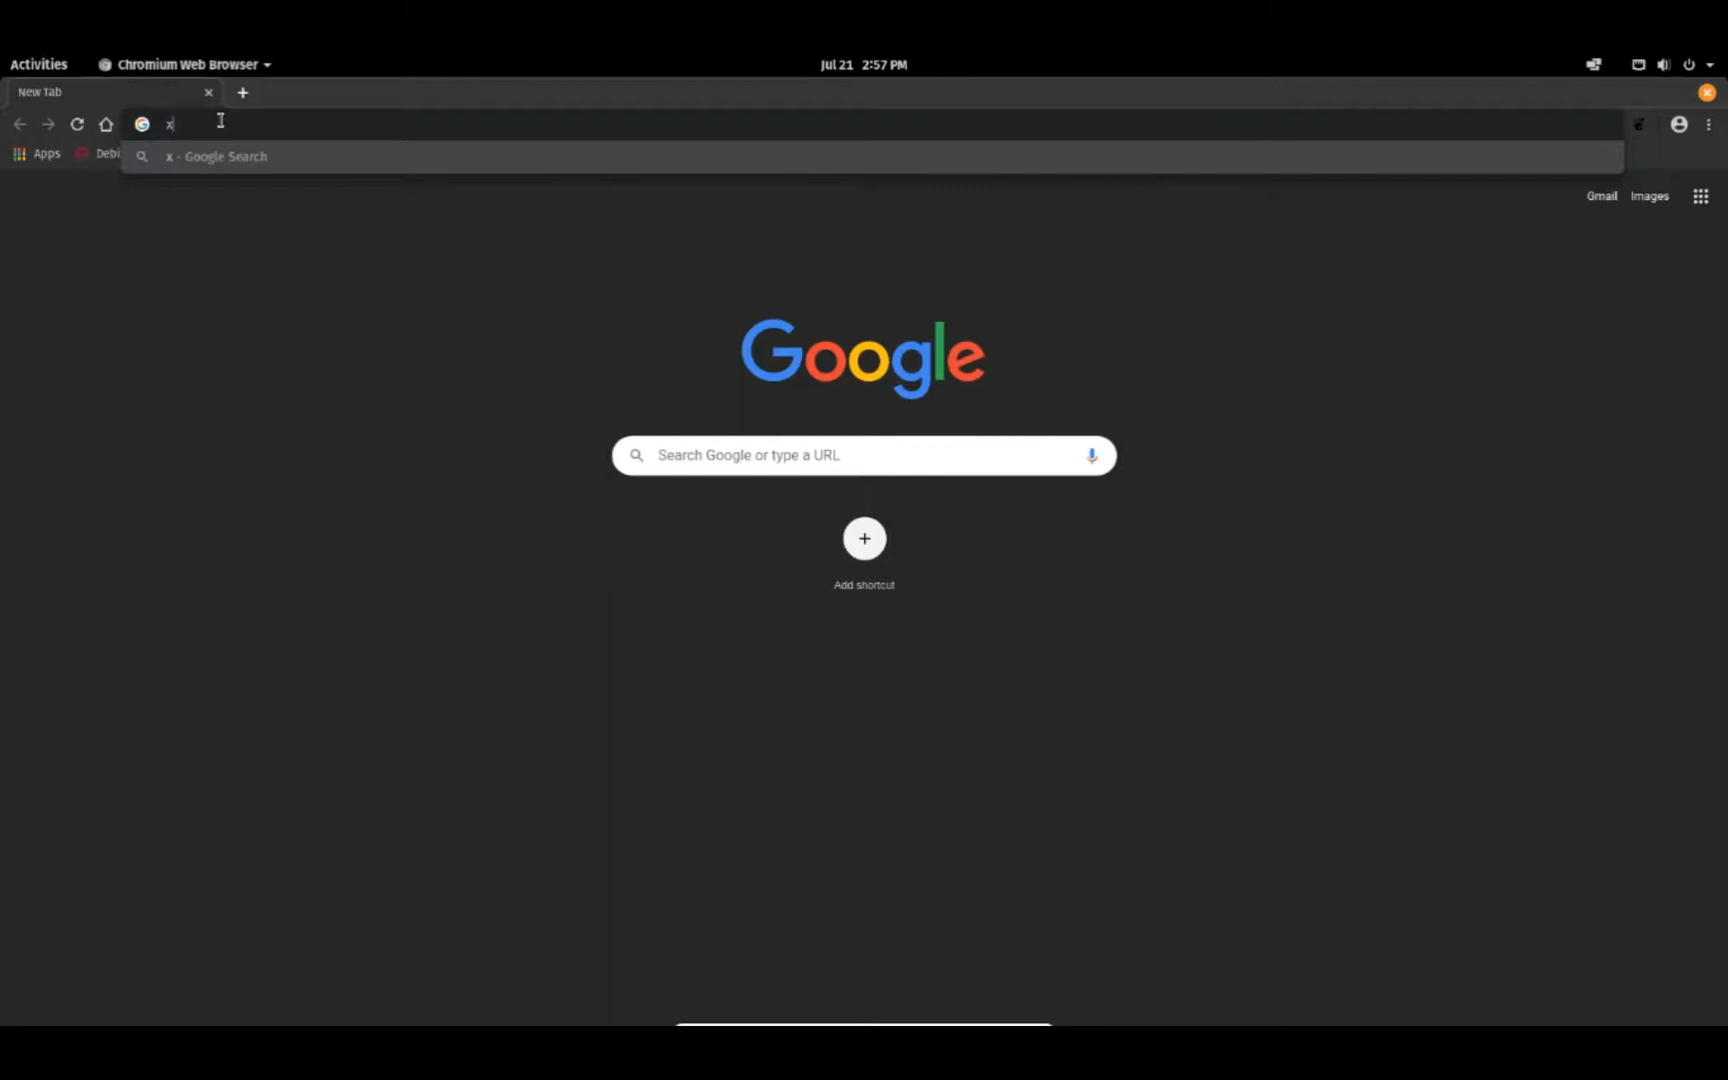 Activities Chromium Web Browser Jul 21 2:57 PM
New Tab
x
Apps Debi x - Google Search
Gmail Images
Google
Search Google or type a URL
Add shortcut